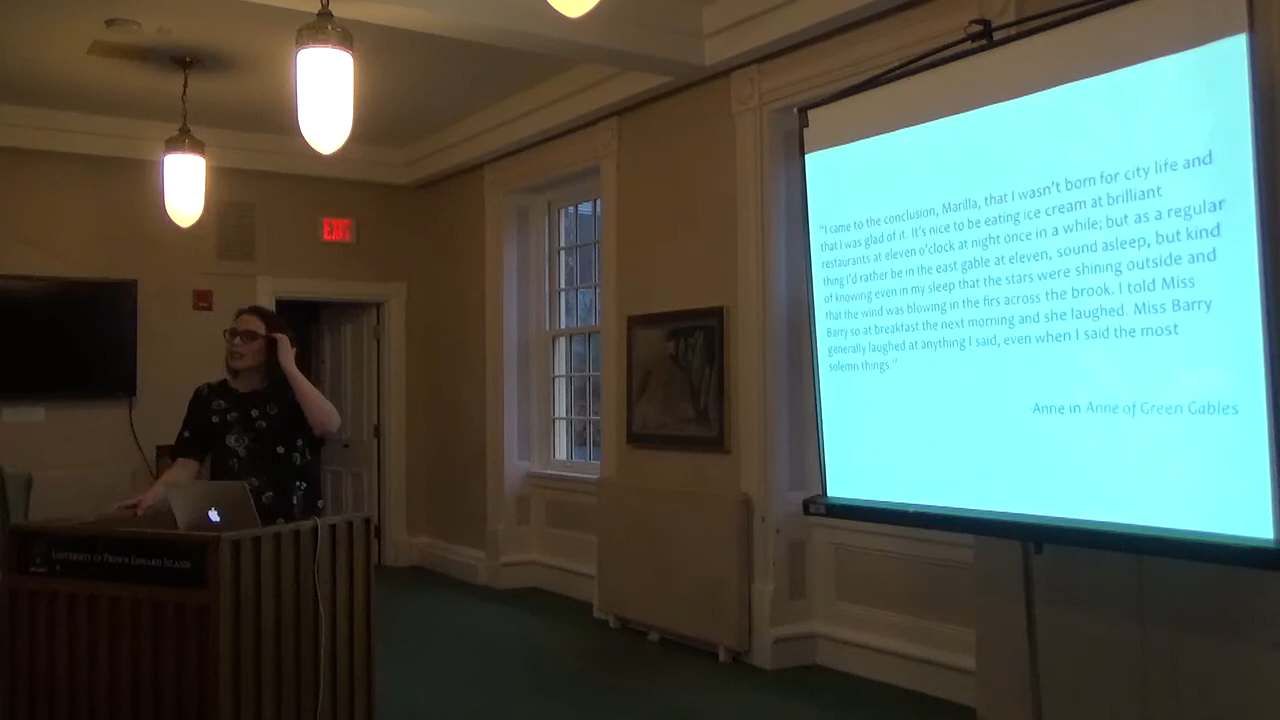 EXIT
"I came to the conclusion, Marilla, that I wasn't born for city life and
that I was glad of it. It's nice to be eating ice cream at brilliant
restaurants at eleven o'clock at night once in a while; but as a regular
thing I'd rather be in the east gable at eleven, sound asleep, but kind
of knowing even in my sleep that the stars were shining outside and
that the wind was blowing in the firs across the brook. I told Miss
Barry so at breakfast the next morning and she laughed. Miss Barry
generally laughed at anything I said, even when I said the most
solemn things."
-Anne in Anne of Green Gables
UNIVERSITY OF PRINCE EDWARD ISLAND